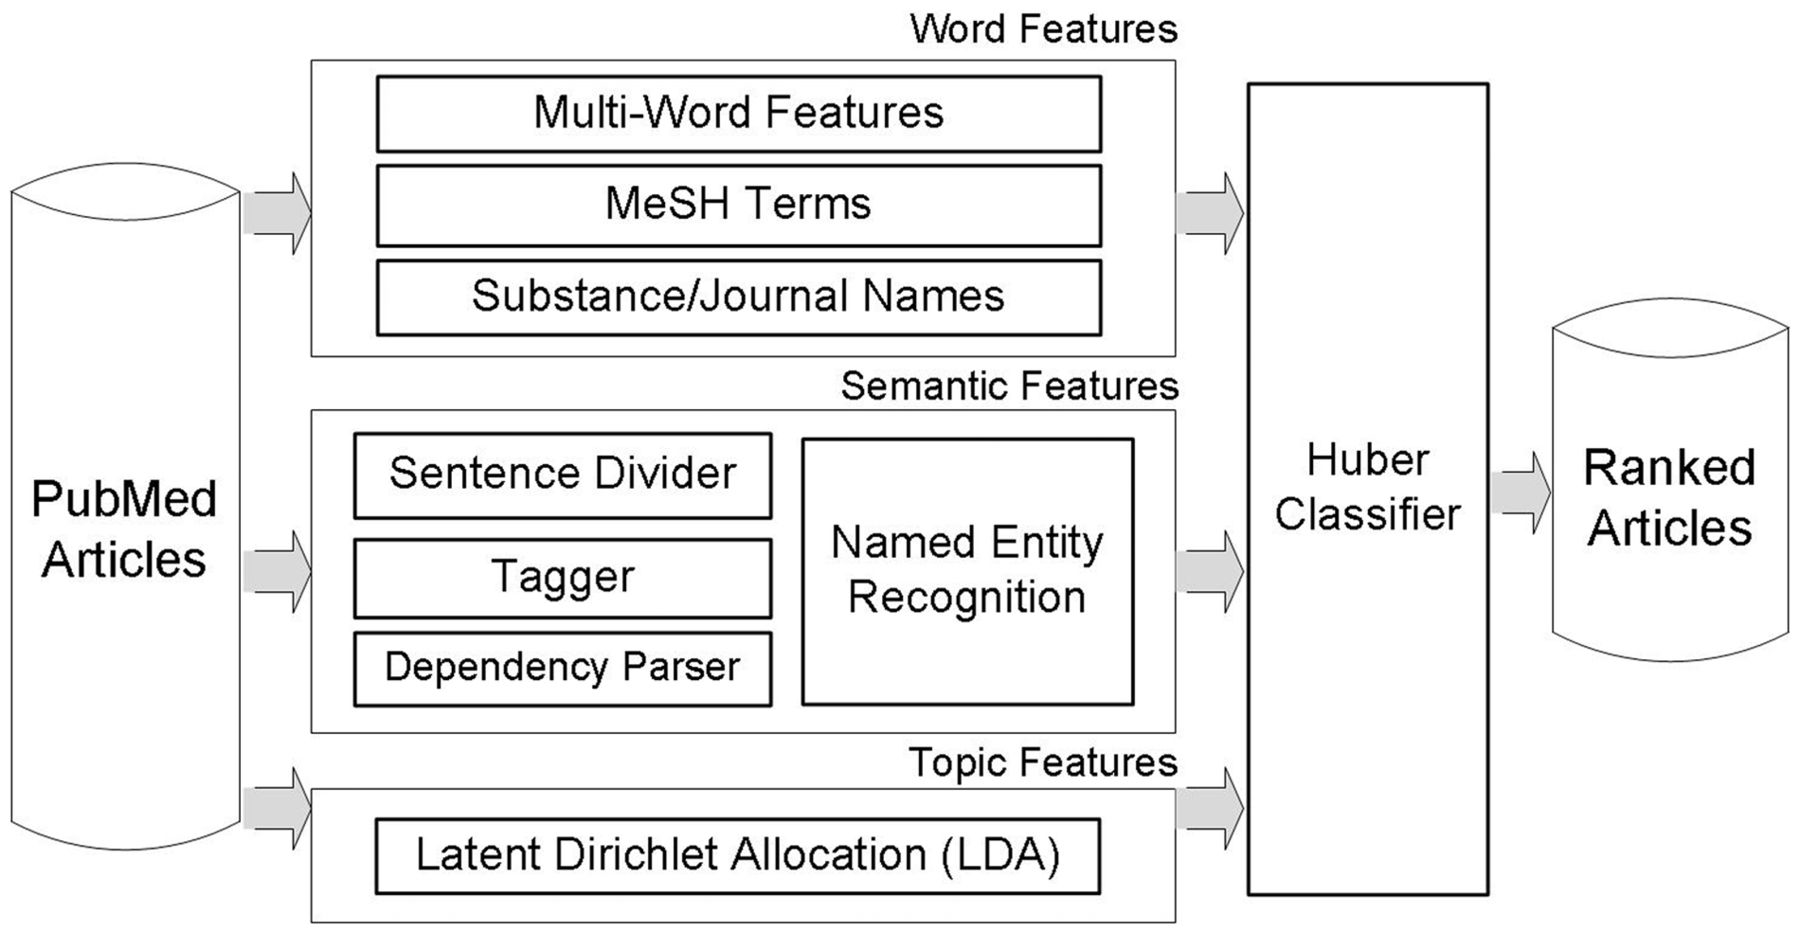 Word Features
Multi-Word Features
MeSH Terms
Substance/Journal Names
Semantic Features
Sentence Divider
Tagger
Dependency Parser
Named Entity
Recognition
Topic Features
Latent Dirichlet Allocation (LDA)
PubMed
Articles
Huber
Classifier
Ranked
Articles